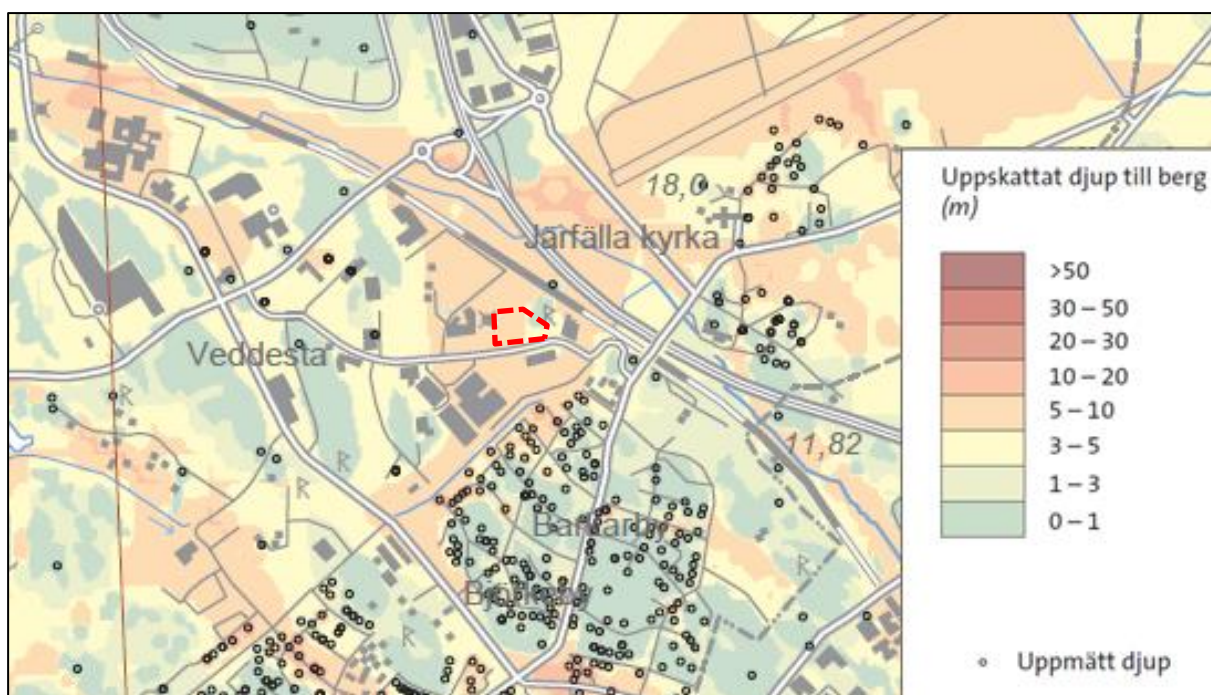 18,0
Järfälla kyrka
Veddesta
11,82
Barkarby
Björkeby
R
R
R
R
R
R
Uppskattat djup till berg
(m)
>50
30 – 50
20 – 30
10 – 20
5 – 10
3 – 5
1 – 3
0 – 1
Uppmätt djup